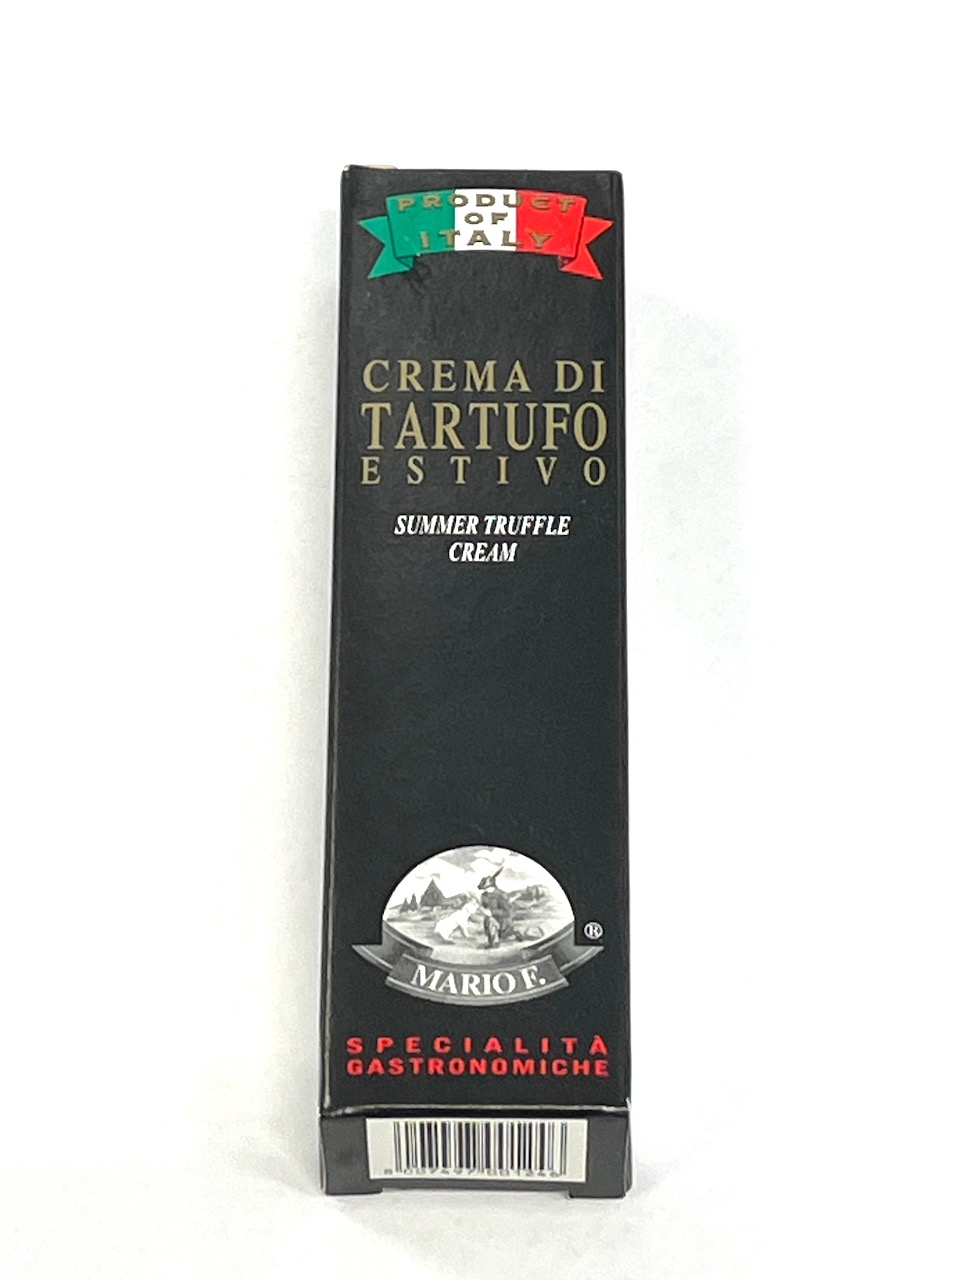 PRODUCT
OF
ITALY
CREMA DI
TARTUFO
ESTIVO
SUMMER TRUFFLE
CREAM
®
MARIO F.
SPECIALITÀ
GASTRONOMICHE